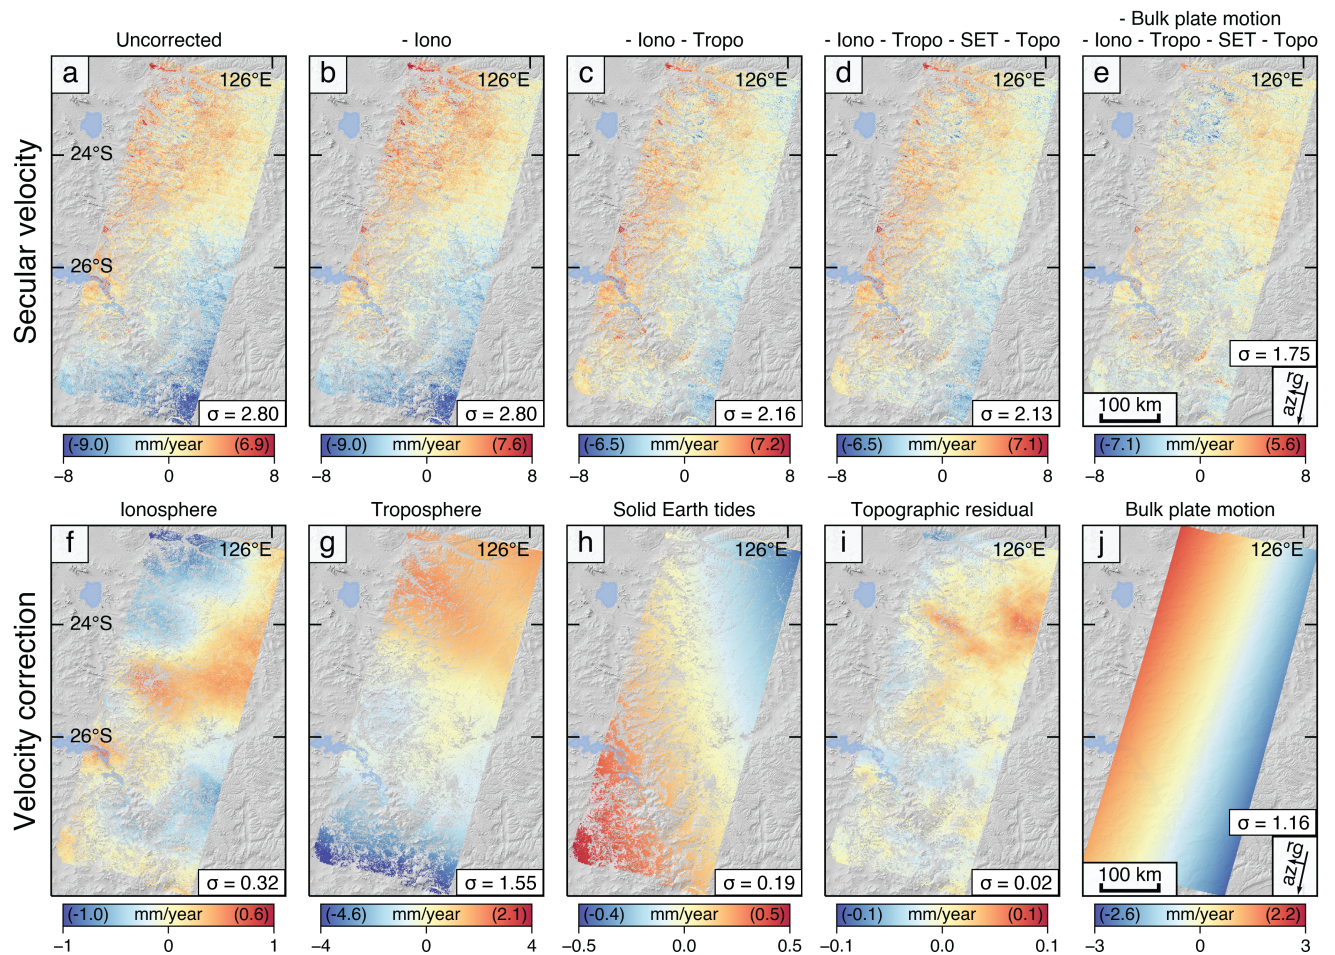 - Bulk plate motion
Uncorrected - Iono - Iono - Tropo - Iono - Tropo - SET - Topo - Iono - Tropo - SET - Topo
Secular velocity
a 126°E
24°S
26°S
σ = 2.80
(-9.0) mm/year (6.9)
−8 0 8
b 126°E
σ = 2.80
(-9.0) mm/year (7.6)
−8 0 8
c 126°E
σ = 2.16
(-6.5) mm/year (7.2)
−8 0 8
d 126°E
σ = 2.13
(-6.5) mm/year (7.1)
−8 0 8
e 126°E
σ = 1.75
rg
az
100 km
(-7.1) mm/year (5.6)
−8 0 8
Velocity correction
Ionosphere
f 126°E
24°S
26°S
σ = 0.32
(-1.0) mm/year (0.6)
−1 0 1
Troposphere
g 126°E
σ = 1.55
(-4.6) mm/year (2.1)
−4 0 4
Solid Earth tides
h 126°E
σ = 0.19
(-0.4) mm/year (0.5)
−0.5 0.0 0.5
Topographic residual
i 126°E
σ = 0.02
(-0.1) mm/year (0.1)
−0.1 0.0 0.1
Bulk plate motion
j 126°E
σ = 1.16
rg
az
100 km
(-2.6) mm/year (2.2)
−3 0 3